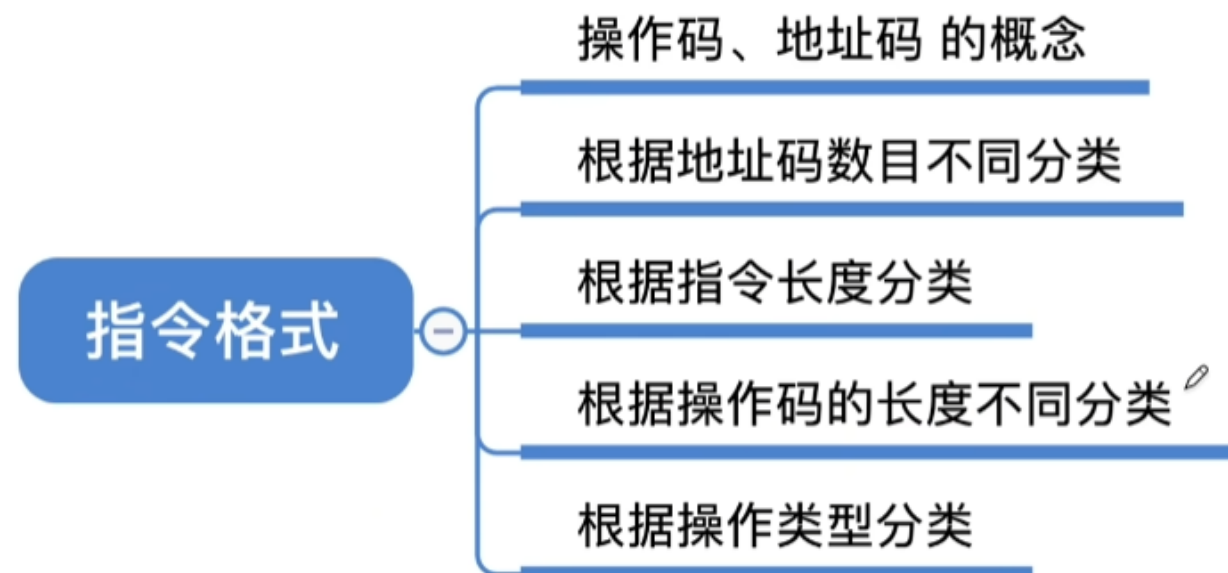 操作码、地址码 的概念
根据地址码数目不同分类
根据指令长度分类
指令格式
根据操作码的长度不同分类
根据操作类型分类